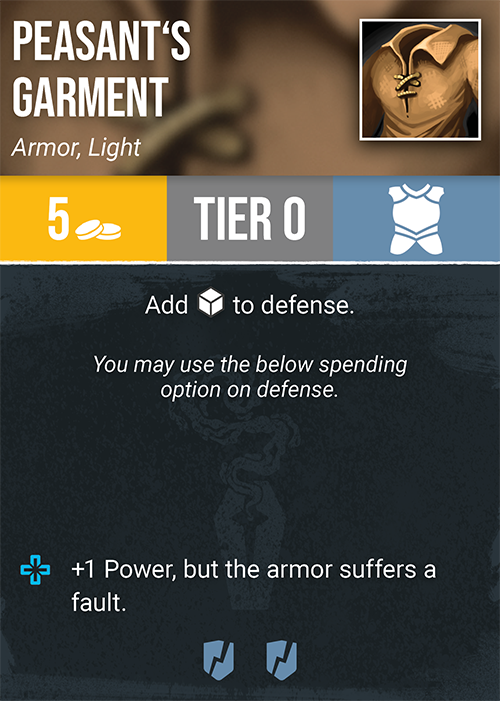 PEASANT‘S
GARMENT
Armor, Light
5
TIER 0
Add to defense.
You may use the below spending
option on defense.
+1 Power, but the armor suffers a
fault.